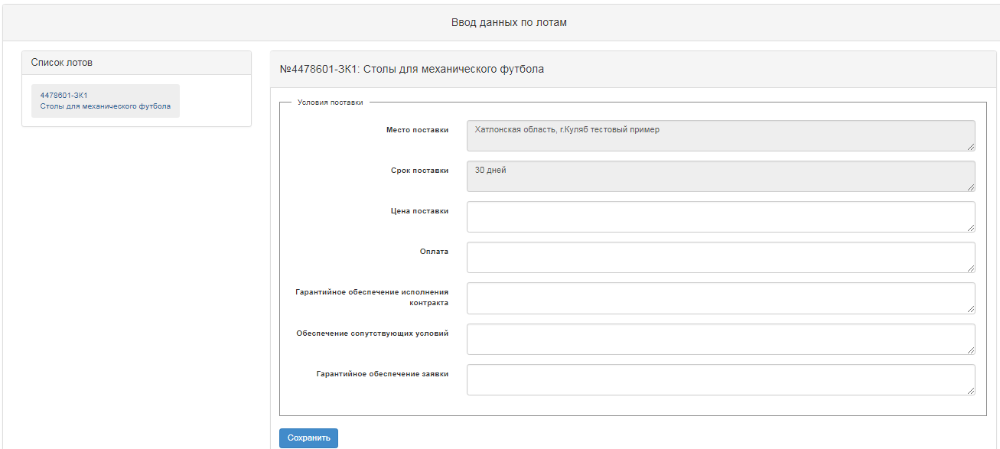 Ввод данных по лотам
Список лотов
4478601-ЗК1
Столы для механического футбола
№4478601-ЗК1: Столы для механического футбола
Условия поставки
Место поставки
Хатлонская область, г.Куляб тестовый пример
Срок поставки
30 дней
Цена поставки
Оплата
Гарантийное обеспечение исполнения
контракта
Обеспечение сопутствующих условий
Гарантийное обеспечение заявки
Сохранить